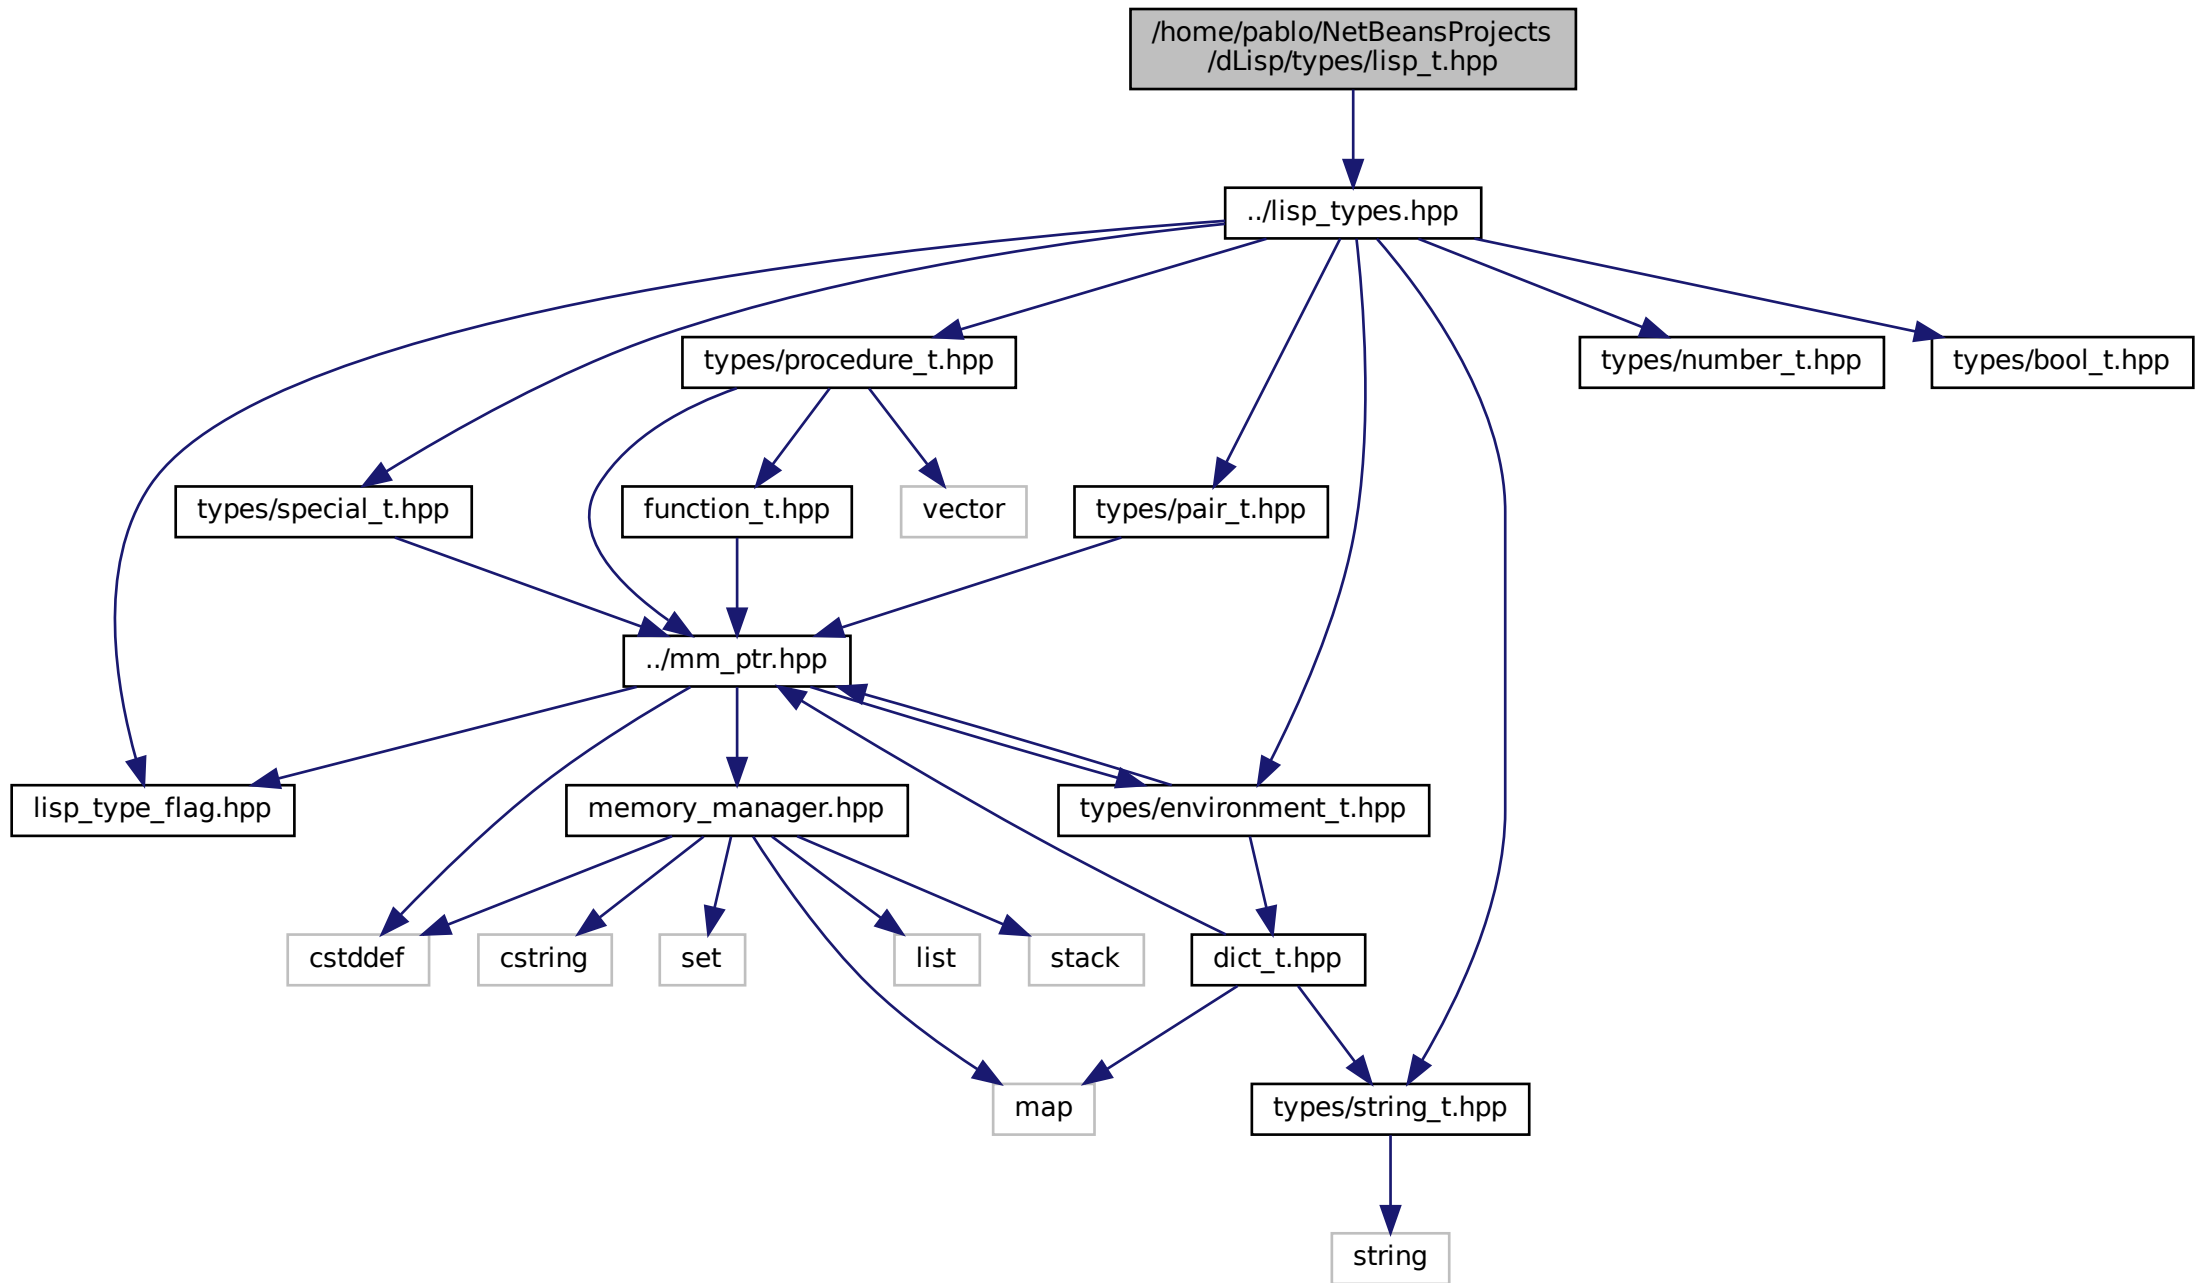 /home/pablo/NetBeansProjects
/dLisp/types/lisp_t.hpp
../lisp_types.hpp
types/procedure_t.hpp
types/number_t.hpp
types/bool_t.hpp
types/special_t.hpp
function_t.hpp
vector
types/pair_t.hpp
../mm_ptr.hpp
lisp_type_flag.hpp
memory_manager.hpp
types/environment_t.hpp
cstddef
cstring
set
list
stack
dict_t.hpp
map
types/string_t.hpp
string